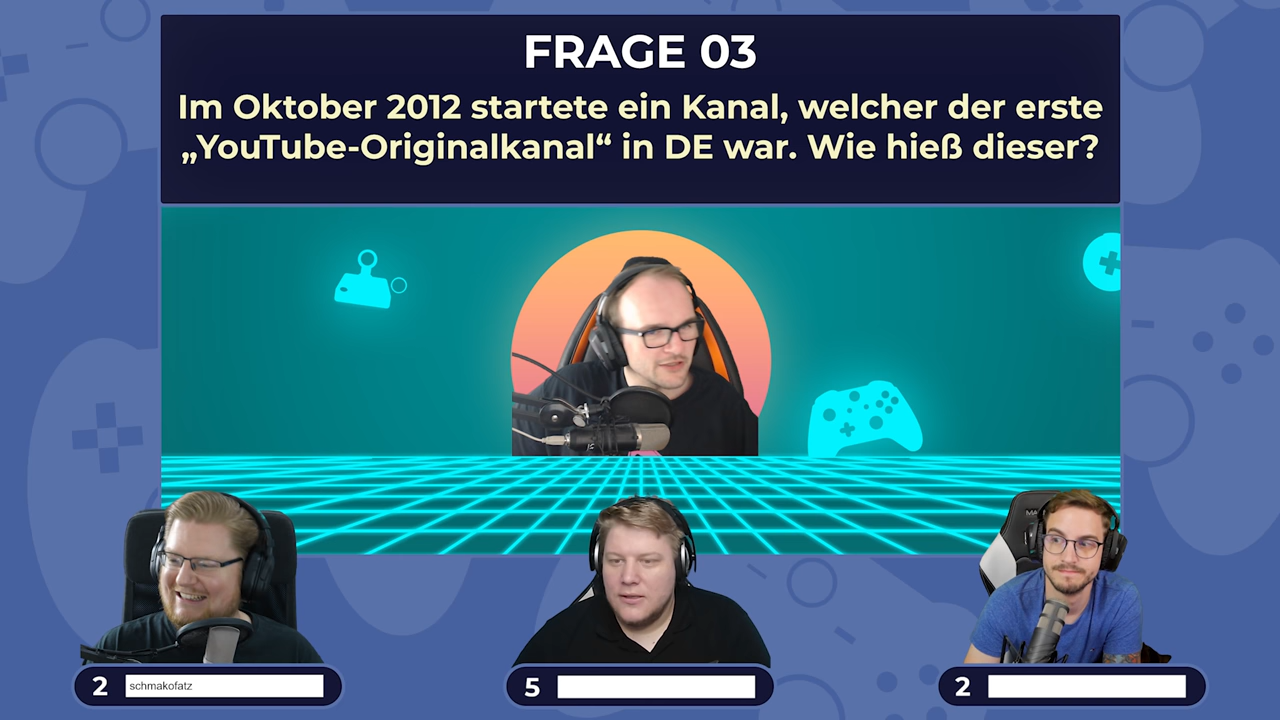 FRAGE 03
Im Oktober 2012 startete ein Kanal, welcher der erste
„YouTube-Originalkanal“ in DE war. Wie hieß dieser?
2 schmakofatz
5
2